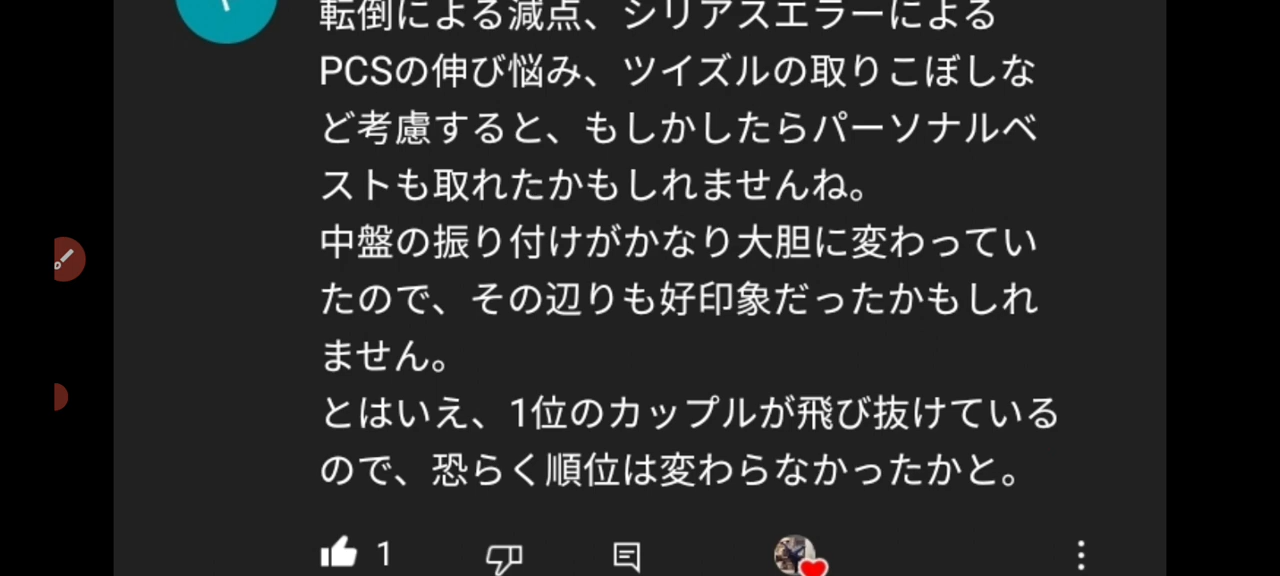 転倒による減点、シリアスエラーによる
PCSの伸び悩み、ツイズルの取りこぼしな
ど考慮すると、もしかしたらパーソナルベ
ストも取れたかもしれませんね。
中盤の振り付けがかなり大胆に変わってい
たので、その辺りも好印象だったかもしれ
ません。
とはいえ、1位のカップルが飛び抜けている
ので、恐らく順位は変わらなかったかと。
1